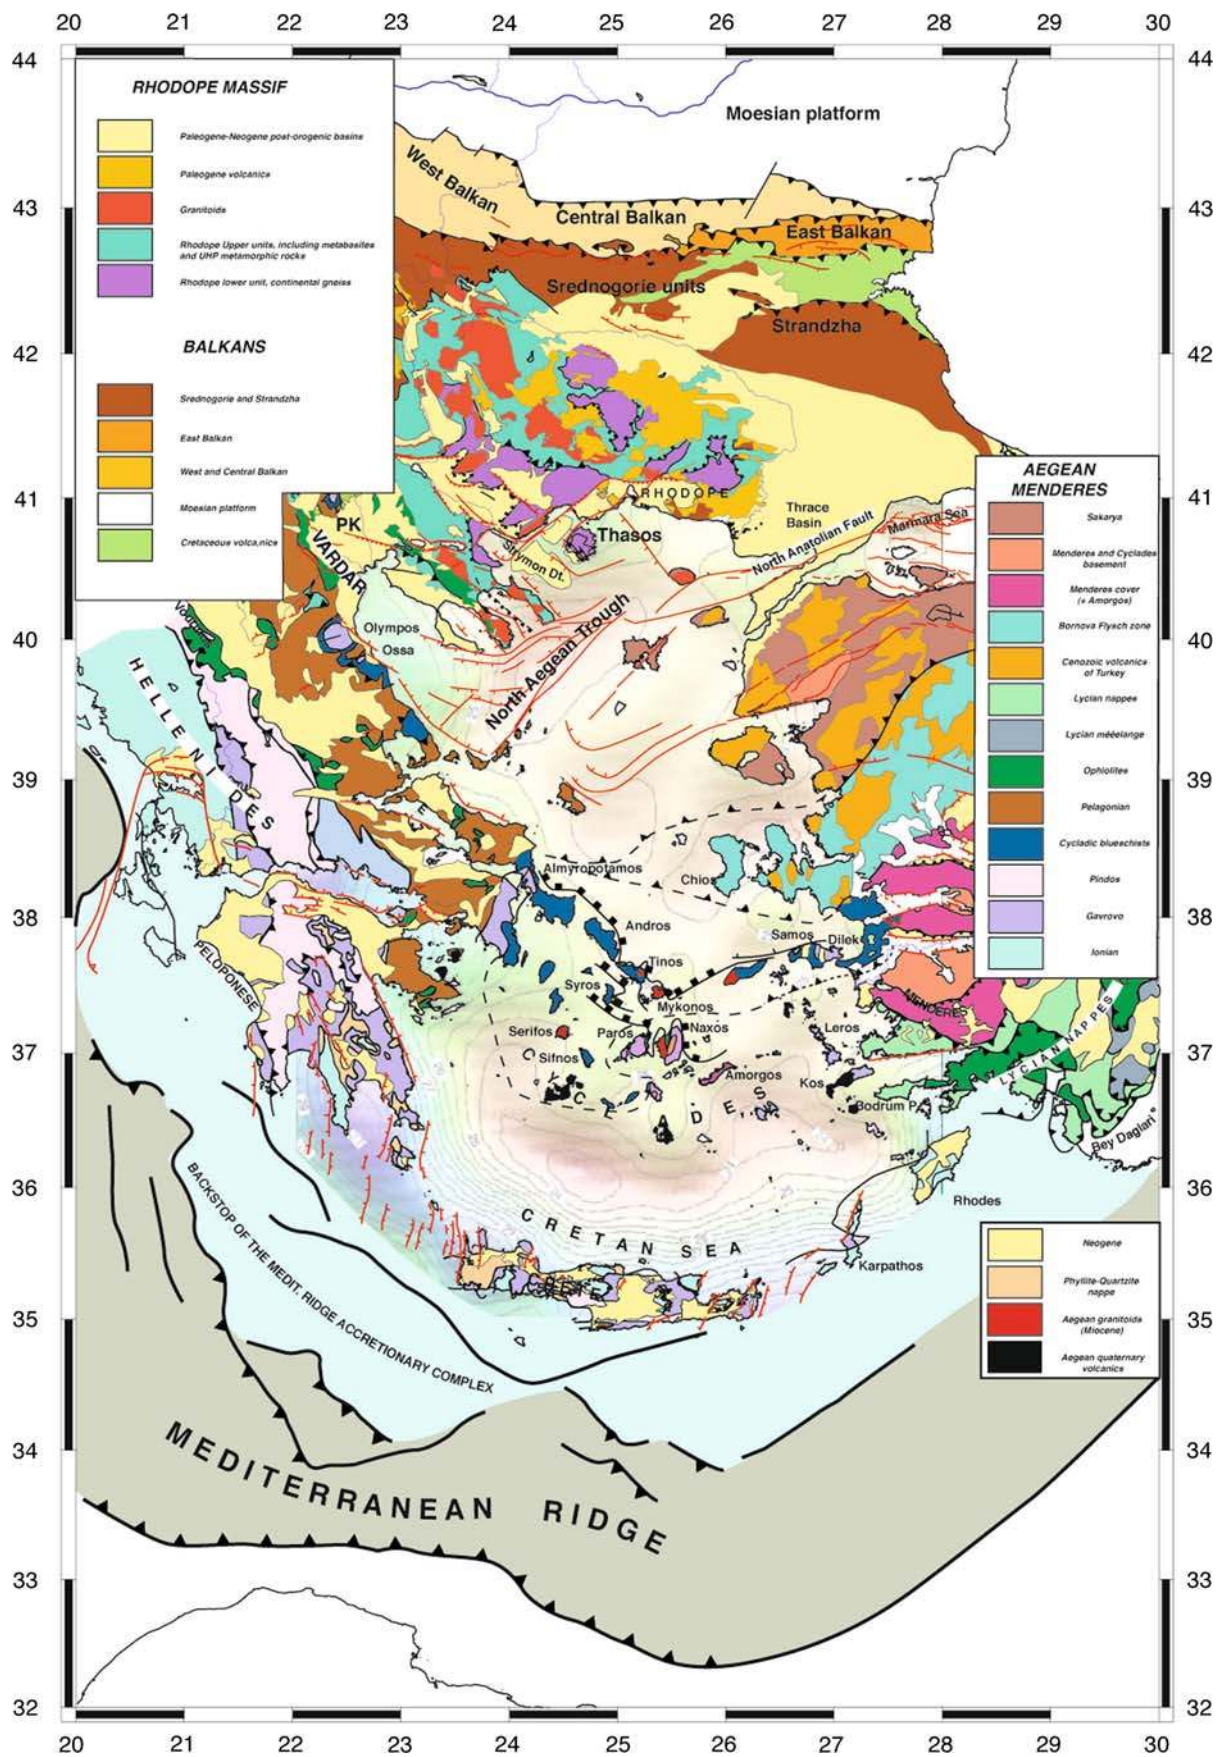 20 21 22 23 24 25 26 27 28 29 30
44 44
RHODOPE MASSIF
Paleogene-Neogene post-orogenic basins
Paleogene volcanics
Granitoids
Rhodope Upper units, including metabasites
and UHP metamorphic rocks
Rhodope lower unit, continental gneiss
BALKANS
Srednogorie and Strandzha
East Balkan
West and Central Balkan
Moesian platform
Cretaceous volca,nics
Moesian platform
West Balkan
43 43
Central Balkan
East Balkan
Srednogorie units
Strandzha
42 42
RHODOPE
41 41
Thrace
Basin
Marmara Sea
North Anatolian Fault
PK
VARDAR
Thasos
Strymon Dt.
Vourinos
Olympos
Ossa
40 40
North Aegean Trough
HELLENIDES
39 39
AEGEAN
MENDERES
Sakarya
Menderes and Cyclades
basement
Menderes cover
(+ Amorgos)
Bornova Flysch zone
Cenozoic volcanics
of Turkey
Lycian nappes
Lycian mééelange
Ophiolites
Pelagonian
Cycladic blueschists
Pindos
Gavrovo
Ionian
Almyropotamos
Chios
38 38
Andros
Samos
Dilek
PELOPONESE
Tinos
Syros
Mykonos
MENDERES
Serifos
Paros
Naxos
Leros
37 37
Sifnos
Amorgos
Kos
CYCLADES
Bodrum P.
LYCIAN NAPPES
Bey Daglari
36 36
Rhodes
CRETAN SEA
Karpathos
CRETE
BACKSTOP OF THE MEDIT. RIDGE ACCRETIONARY COMPLEX
35 35
Neogene
Phyllite-Quartzite
nappe
Aegean granitoids
(Miocene)
Aegean quaternary
volcanics
34 34
MEDITERRANEAN RIDGE
33 33
32 32
20 21 22 23 24 25 26 27 28 29 30